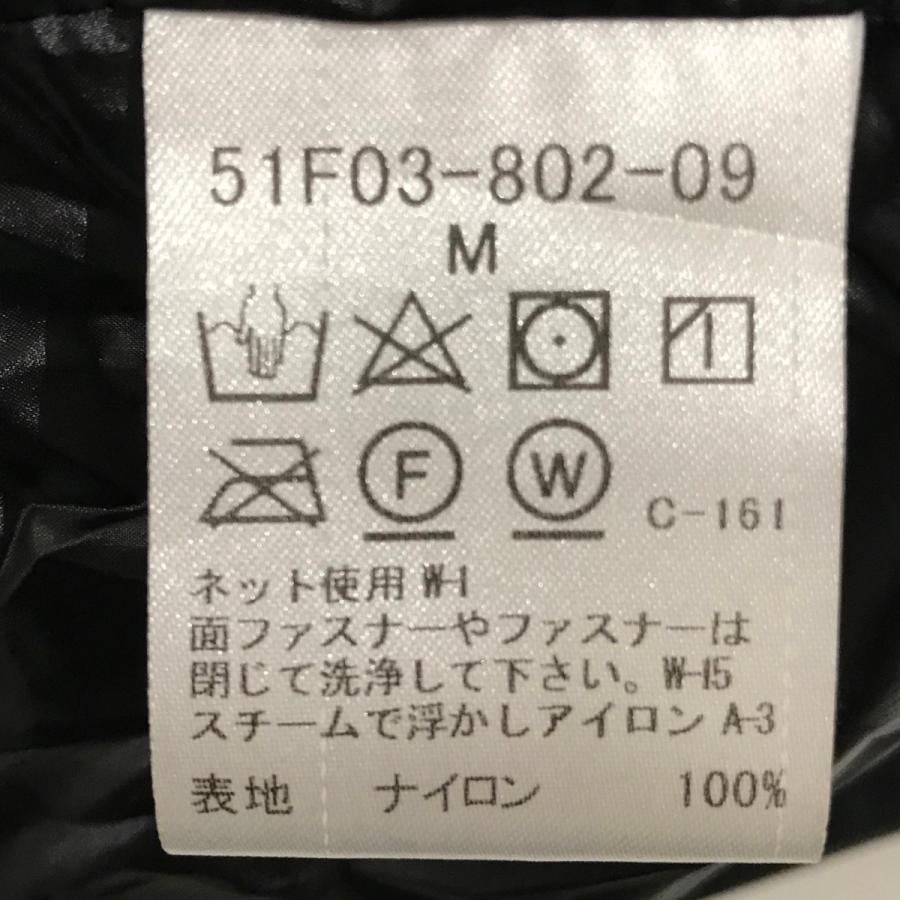 51F03-802-09
M
F W C-161
ネット使用 W-1
面ファスナーやファスナーは
閉じて洗浄して下さい。W-15
スチームで浮かしアイロン A-3
表地 ナイロン 100%